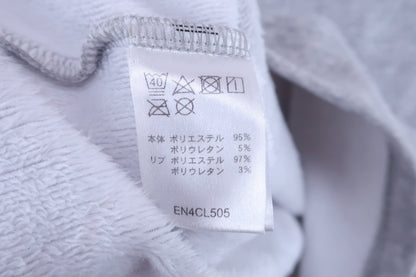 40
本体 ポリエステル 95%
ポリウレタン 5%
リブ ポリエステル 97%
ポリウレタン 3%
EN4CL505